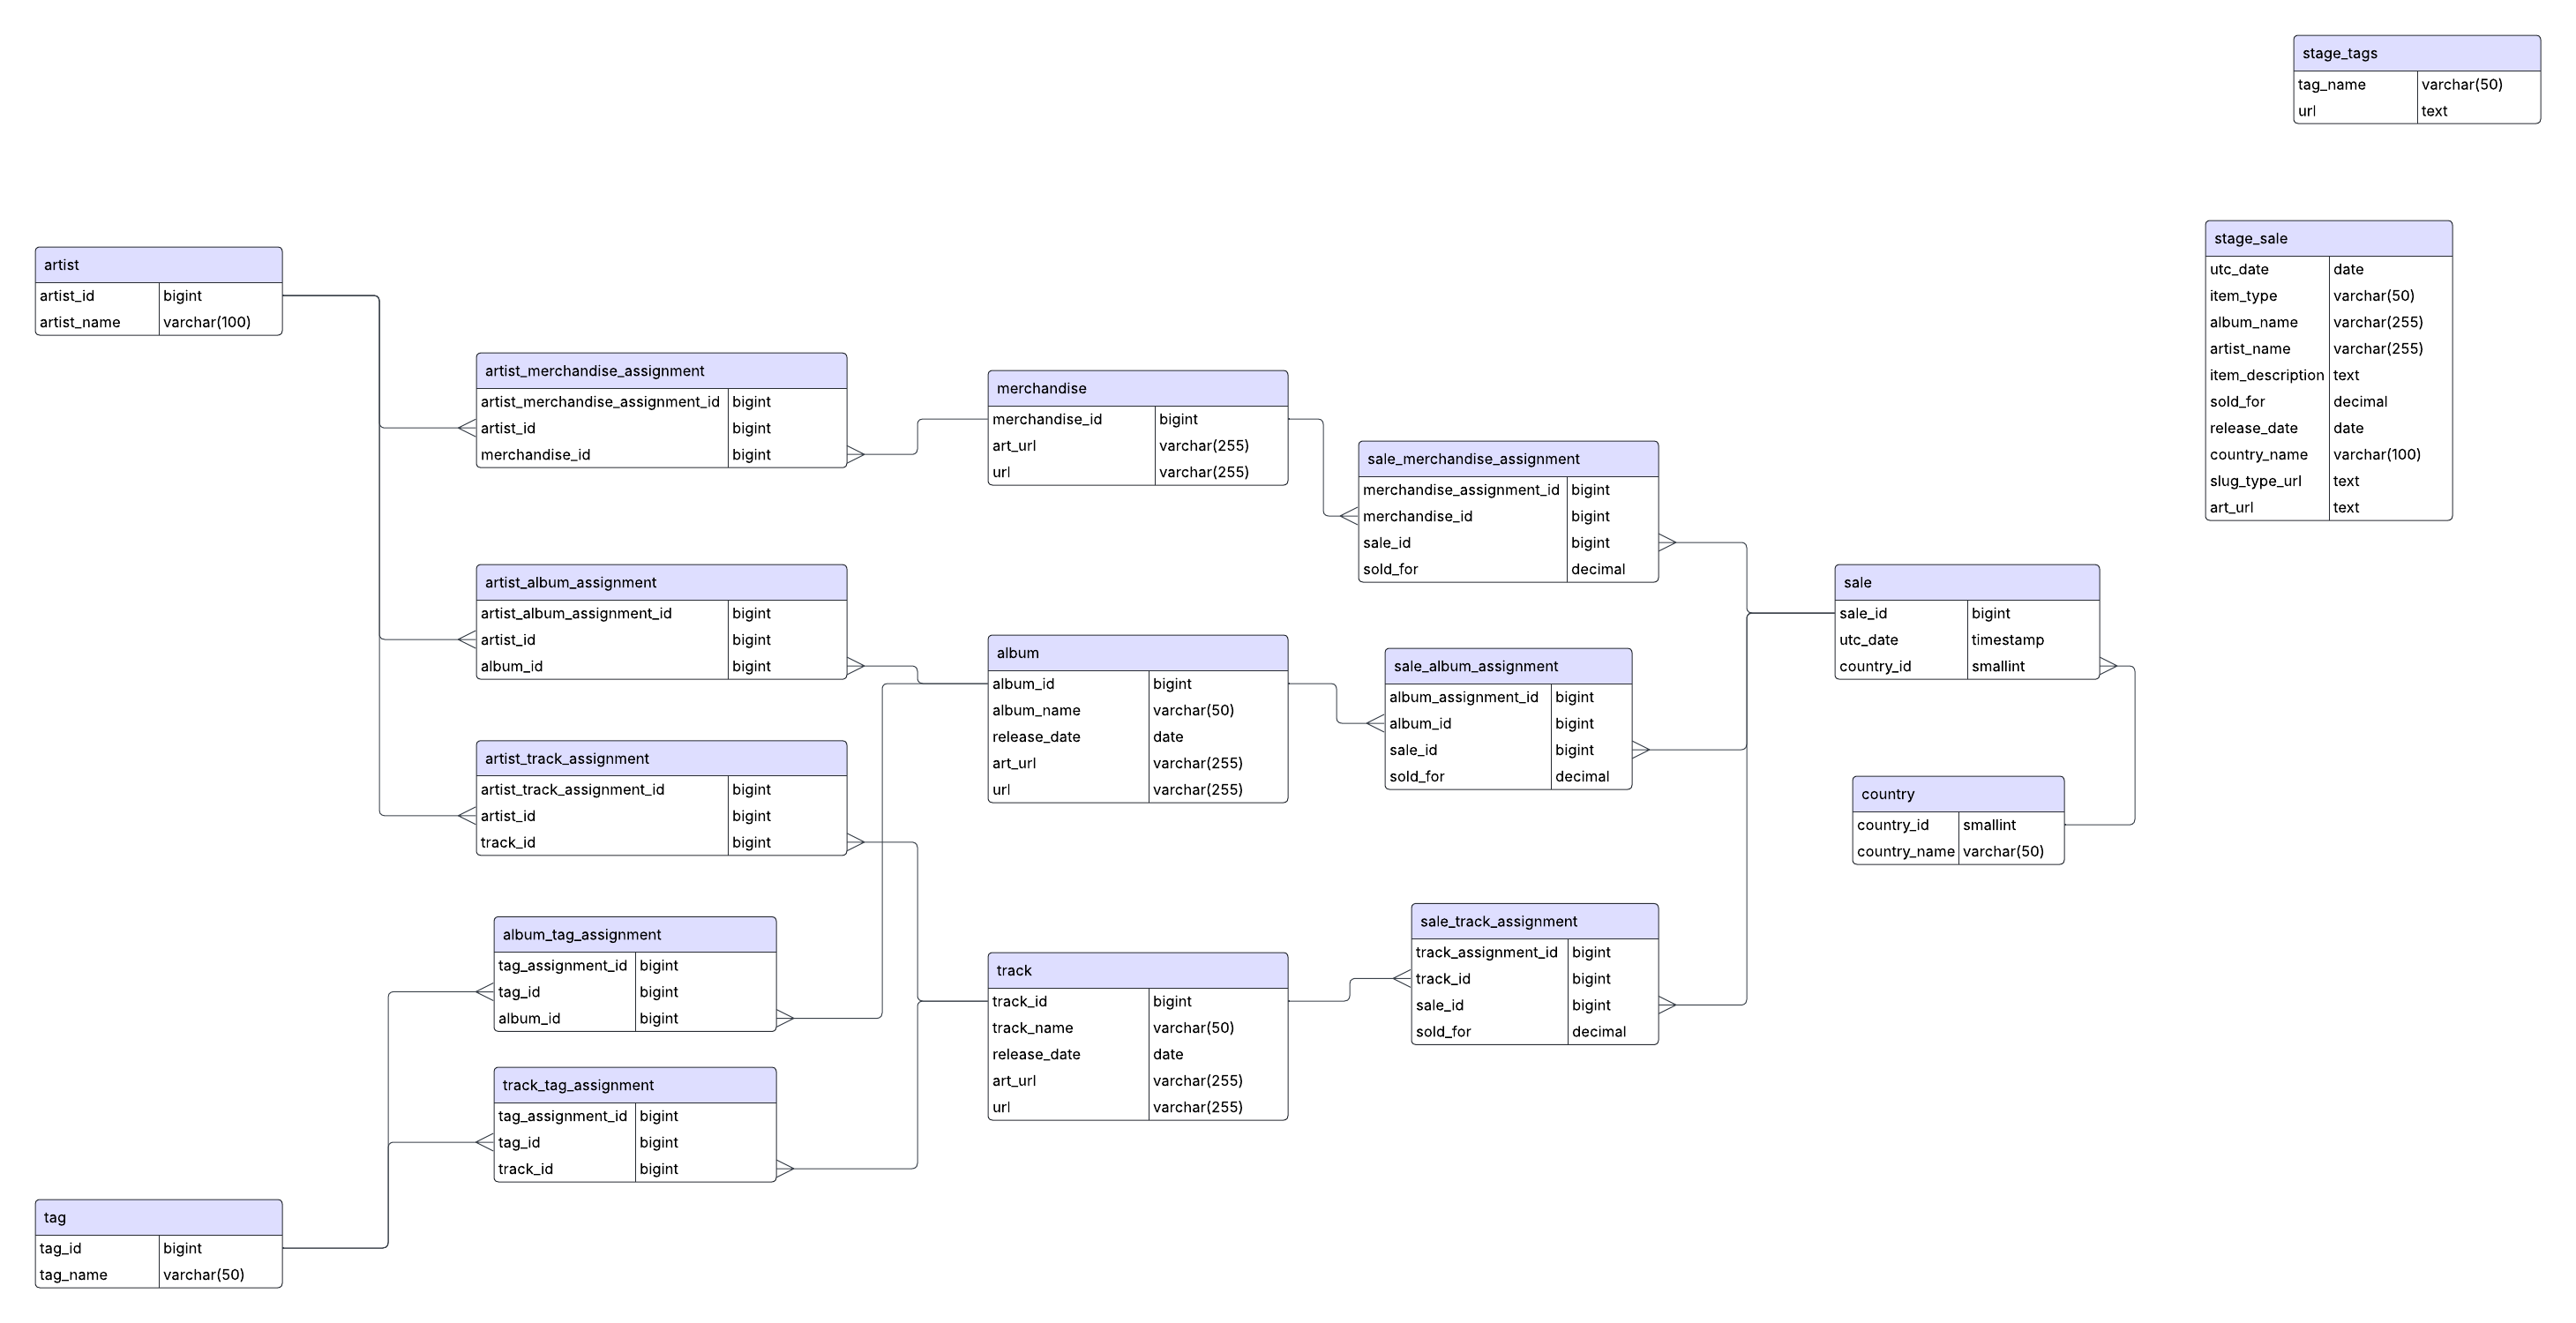 stage_tags
tag_name varchar(50)
url text
stage_sale
utc_date date
item_type varchar(50)
album_name varchar(255)
artist_name varchar(255)
item_description text
sold_for decimal
release_date date
country_name varchar(100)
slug_type_url text
art_url text
artist
artist_id bigint
artist_name varchar(100)
artist_merchandise_assignment
artist_merchandise_assignment_id bigint
artist_id bigint
merchandise_id bigint
merchandise
merchandise_id bigint
art_url varchar(255)
url varchar(255)
sale_merchandise_assignment
merchandise_assignment_id bigint
merchandise_id bigint
sale_id bigint
sold_for decimal
artist_album_assignment
artist_album_assignment_id bigint
artist_id bigint
album_id bigint
album
album_id bigint
album_name varchar(50)
release_date date
art_url varchar(255)
url varchar(255)
sale_album_assignment
album_assignment_id bigint
album_id bigint
sale_id bigint
sold_for decimal
sale
sale_id bigint
utc_date timestamp
country_id smallint
country
country_id smallint
country_name varchar(50)
artist_track_assignment
artist_track_assignment_id bigint
artist_id bigint
track_id bigint
album_tag_assignment
tag_assignment_id bigint
tag_id bigint
album_id bigint
track
track_id bigint
track_name varchar(50)
release_date date
art_url varchar(255)
url varchar(255)
sale_track_assignment
track_assignment_id bigint
track_id bigint
sale_id bigint
sold_for decimal
track_tag_assignment
tag_assignment_id bigint
tag_id bigint
track_id bigint
tag
tag_id bigint
tag_name varchar(50)